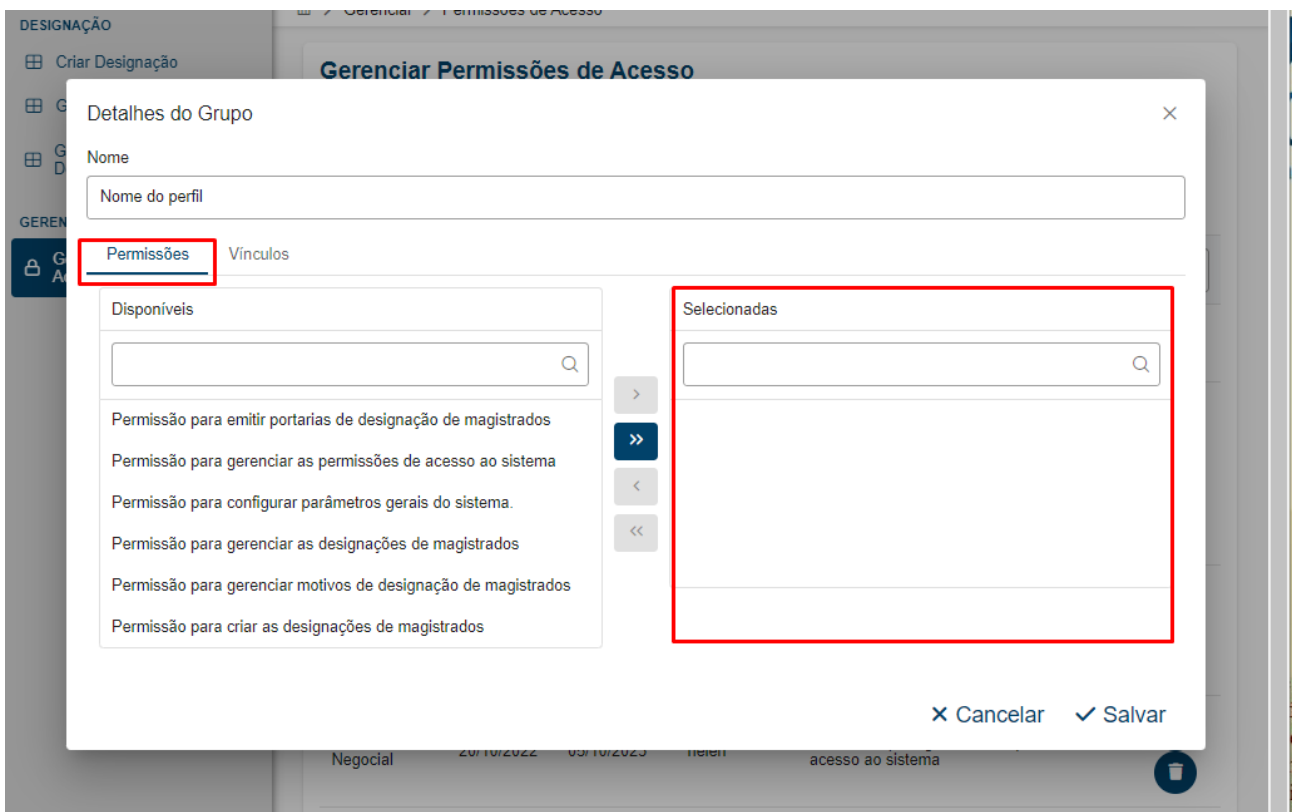 DESIGNAÇÃO
Gerenciar > Permissões de Acesso
Criar Designação
Gerenciar Permissões de Acesso
G
Detalhes do Grupo
G
D
Nome
Nome do perfil
GEREN
G
Permissões
Vínculos
Disponíveis
Selecionadas
Permissão para emitir portarias de designação de magistrados
Permissão para gerenciar as permissões de acesso ao sistema
Permissão para configurar parâmetros gerais do sistema.
Permissão para gerenciar as designações de magistrados
Permissão para gerenciar motivos de designação de magistrados
Permissão para criar as designações de magistrados
Cancelar
Salvar
Negocial
20/10/2022
05/10/2023
helen
acesso ao sistema